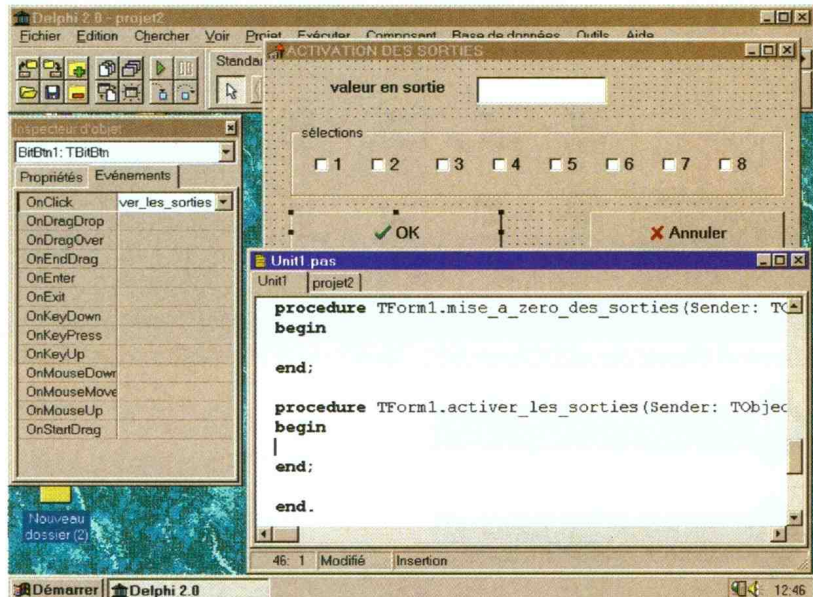 Delphi 2.0 - projet2
Fichier Edition Chercher Voir Projet Exécuter Composant Base de données Outils Aide
ACTIVATION DES SORTIES
valeur en sortie
sélections
1 2 3 4 5 6 7 8
OK
Annuler
Inspecteur d'objet
BitBtn1: TBitBtn
Propriétés Evénements
OnClick ver_les_sorties
OnDragDrop
OnDragOver
OnEndDrag
OnEnter
OnExit
OnKeyDown
OnKeyPress
OnKeyUp
OnMouseDowr
OnMouseMove
OnMouseUp
OnStartDrag
Unit1.pas
Unit1 projet2
procedure TForm1.mise_a_zero_des_sorties(Sender:
begin
end;
procedure TForm1.activer_les_sorties(Sender: TObjec
begin
end;
end.
46: 1 Modifié Insertion
Nouveau
dossier (2)
Démarrer Delphi 2.0 12:46